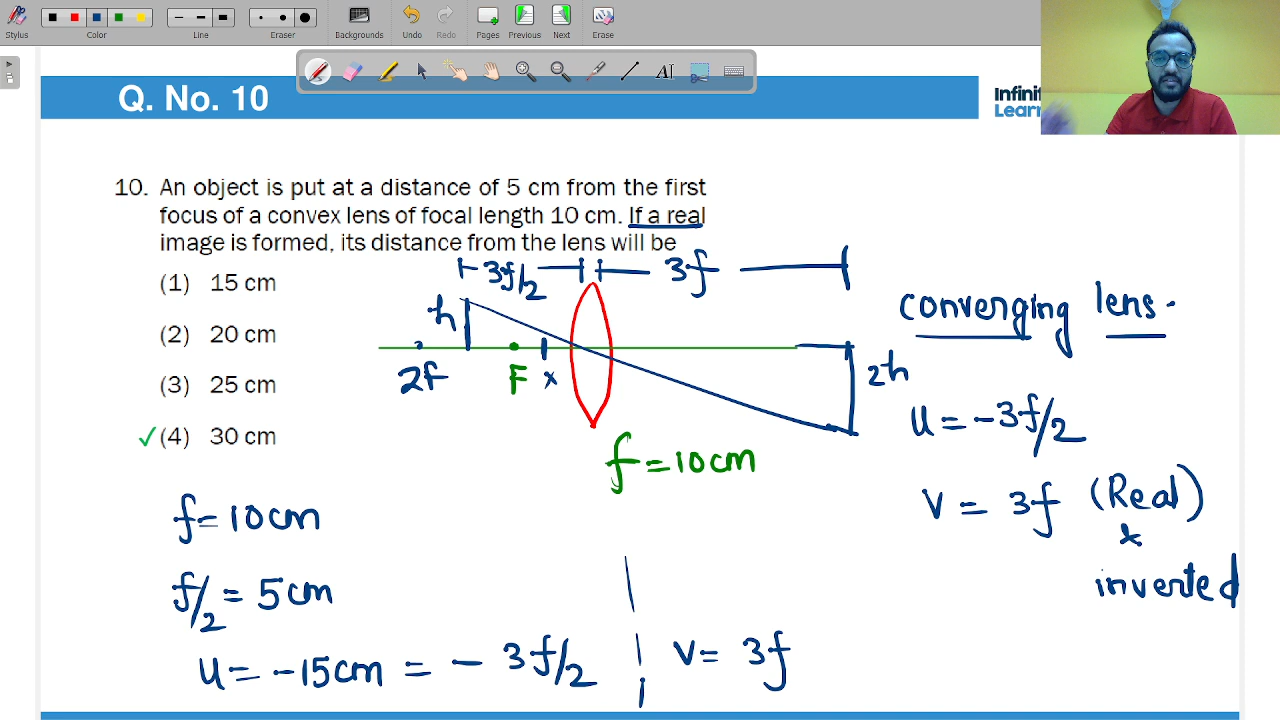 Stylus
Color
Line
Eraser
Backgrounds
Undo
Redo
Pages
Previous
Next
Erase
Q. No. 10
Infinit
Learn
10. An object is put at a distance of 5 cm from the first
focus of a convex lens of focal length 10 cm. If a real
image is formed, its distance from the lens will be
(1) 15 cm
(2) 20 cm
(3) 25 cm
✓(4) 30 cm
3f/2
3f
h
2F
F
x
2h
f = 10cm
converging lens.
u = -3f/2
v = 3f (Real)
&
inverted
f = 10cm
f/2 = 5cm
u = -15cm = - 3f/2
v = 3f